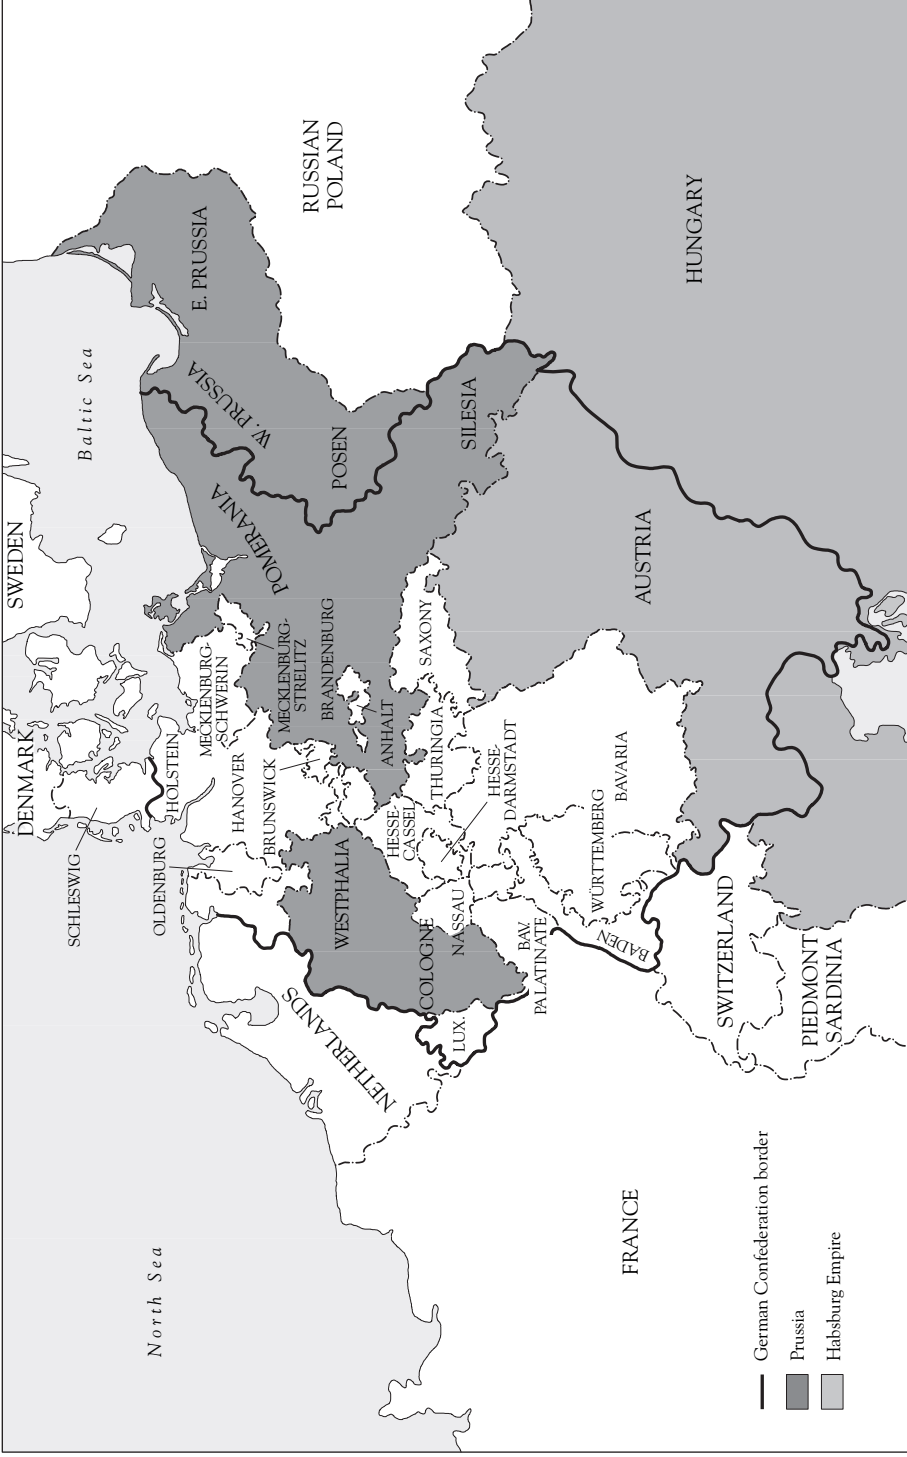 SWEDEN
DENMARK
Baltic Sea
North Sea
SCHLESWIG
HOLSTEIN
OLDENBURG
MECKLENBURG-
SCHWERIN
HANOVER
BRUNSWICK
MECKLENBURG-
STRELITZ
POMERANIA
W. PRUSSIA
E. PRUSSIA
RUSSIAN
POLAND
POSEN
BRANDENBURG
ANHALT
WESTPHALIA
NETHERLANDS
HESSE-
CASSEL
THURINGIA
SAXONY
SILESIA
COLOGNE
NASSAU
HESSE-
DARMSTADT
LUX.
BAV.
PALATINATE
WÜRTTEMBERG
BAVARIA
BADEN
AUSTRIA
HUNGARY
FRANCE
SWITZERLAND
PIEDMONT
SARDINIA
German Confederation border
Prussia
Habsburg Empire